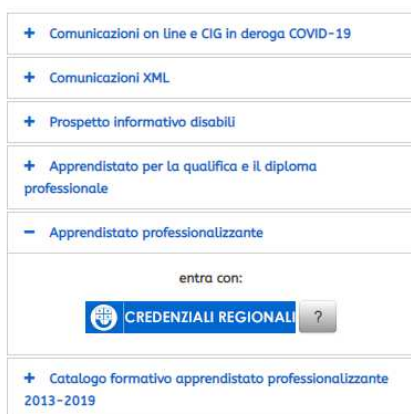 + Comunicazioni on line e CIG in deroga COVID-19
+ Comunicazioni XML
+ Prospetto informativo disabili
+ Apprendistato per la qualifica e il diploma
professionale
− Apprendistato professionalizzante
entra con:
CREDENZIALI REGIONALI ?
+ Catalogo formativo apprendistato professionalizzante
2013-2019